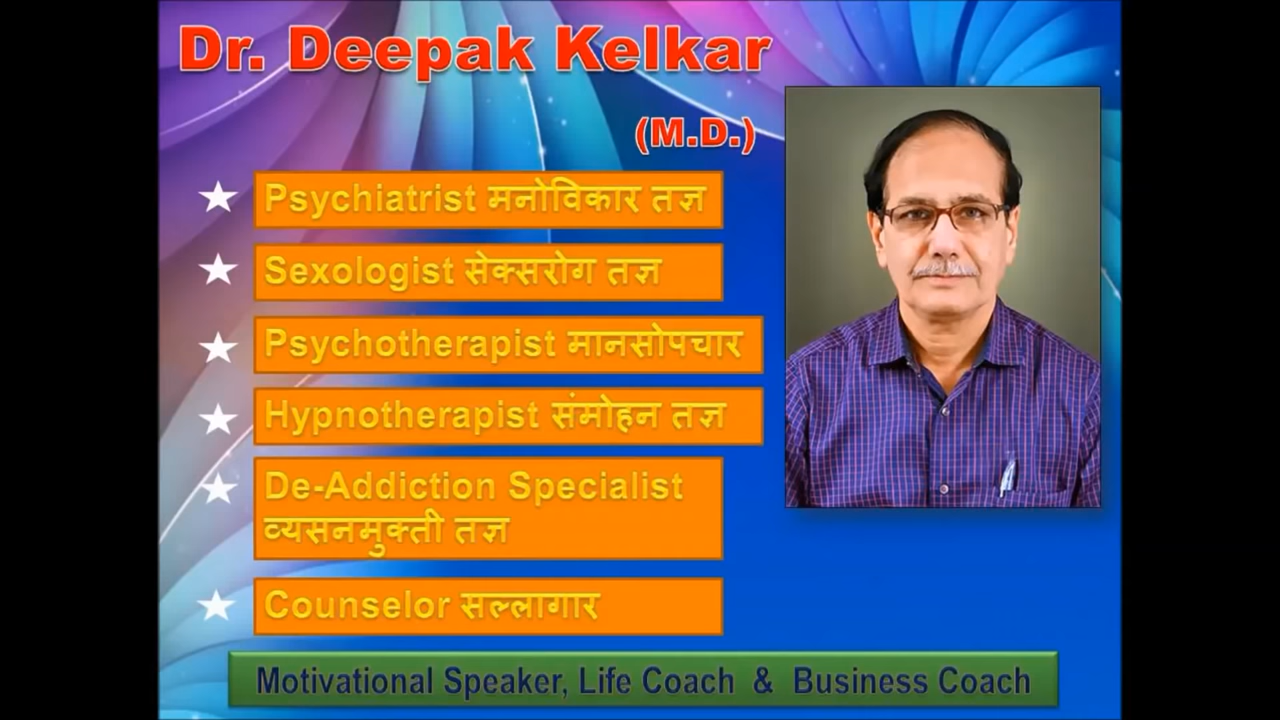 Dr. Deepak Kelkar
(M.D.)
Psychiatrist मनोविकार तज्ञ
Sexologist सेक्सरोग तज्ञ
Psychotherapist मानसोपचार
Hypnotherapist संमोहन तज्ञ
De-Addiction Specialist
व्यसनमुक्ती तज्ञ
Counselor सल्लागार
Motivational Speaker, Life Coach & Business Coach